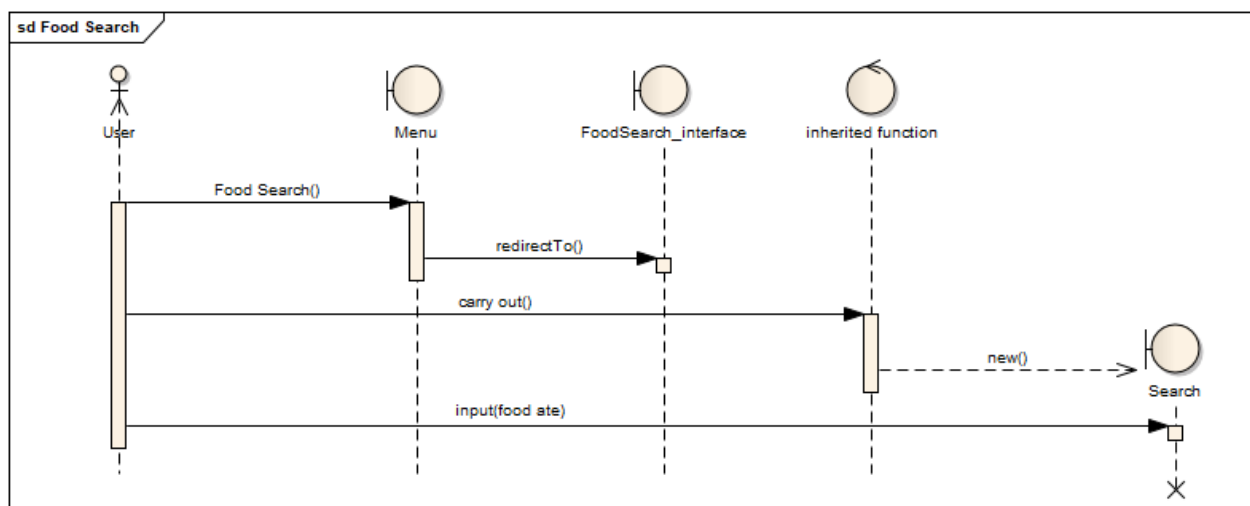 sd Food Search
User
Menu
FoodSearch_interface
inherited function
Food Search()
redirectTo()
carry out()
new()
Search
input(food ate)